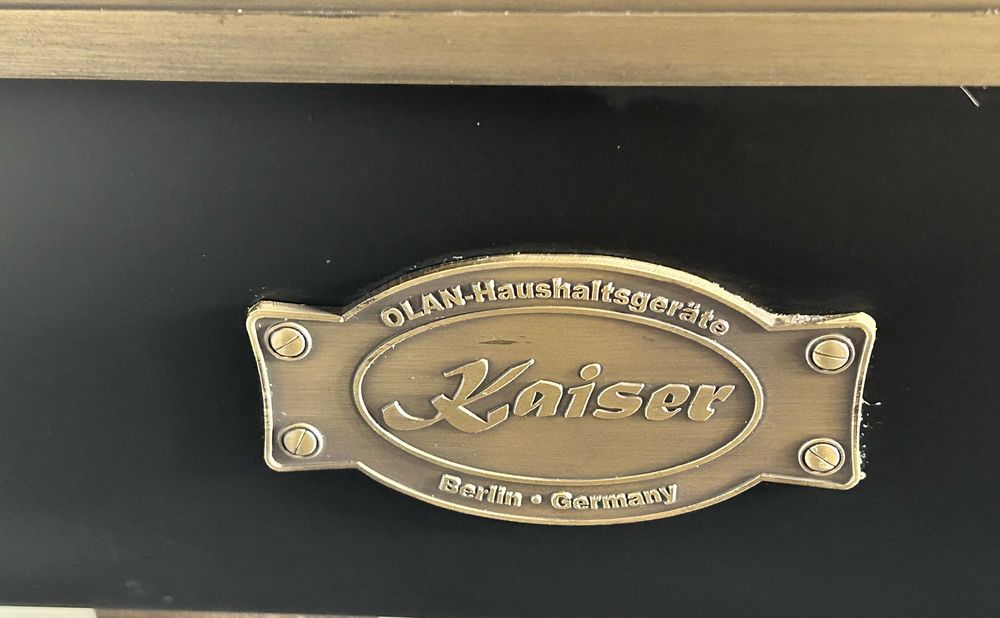 OLAN-Haushaltsgeräte
Kaiser
Berlin • Germany